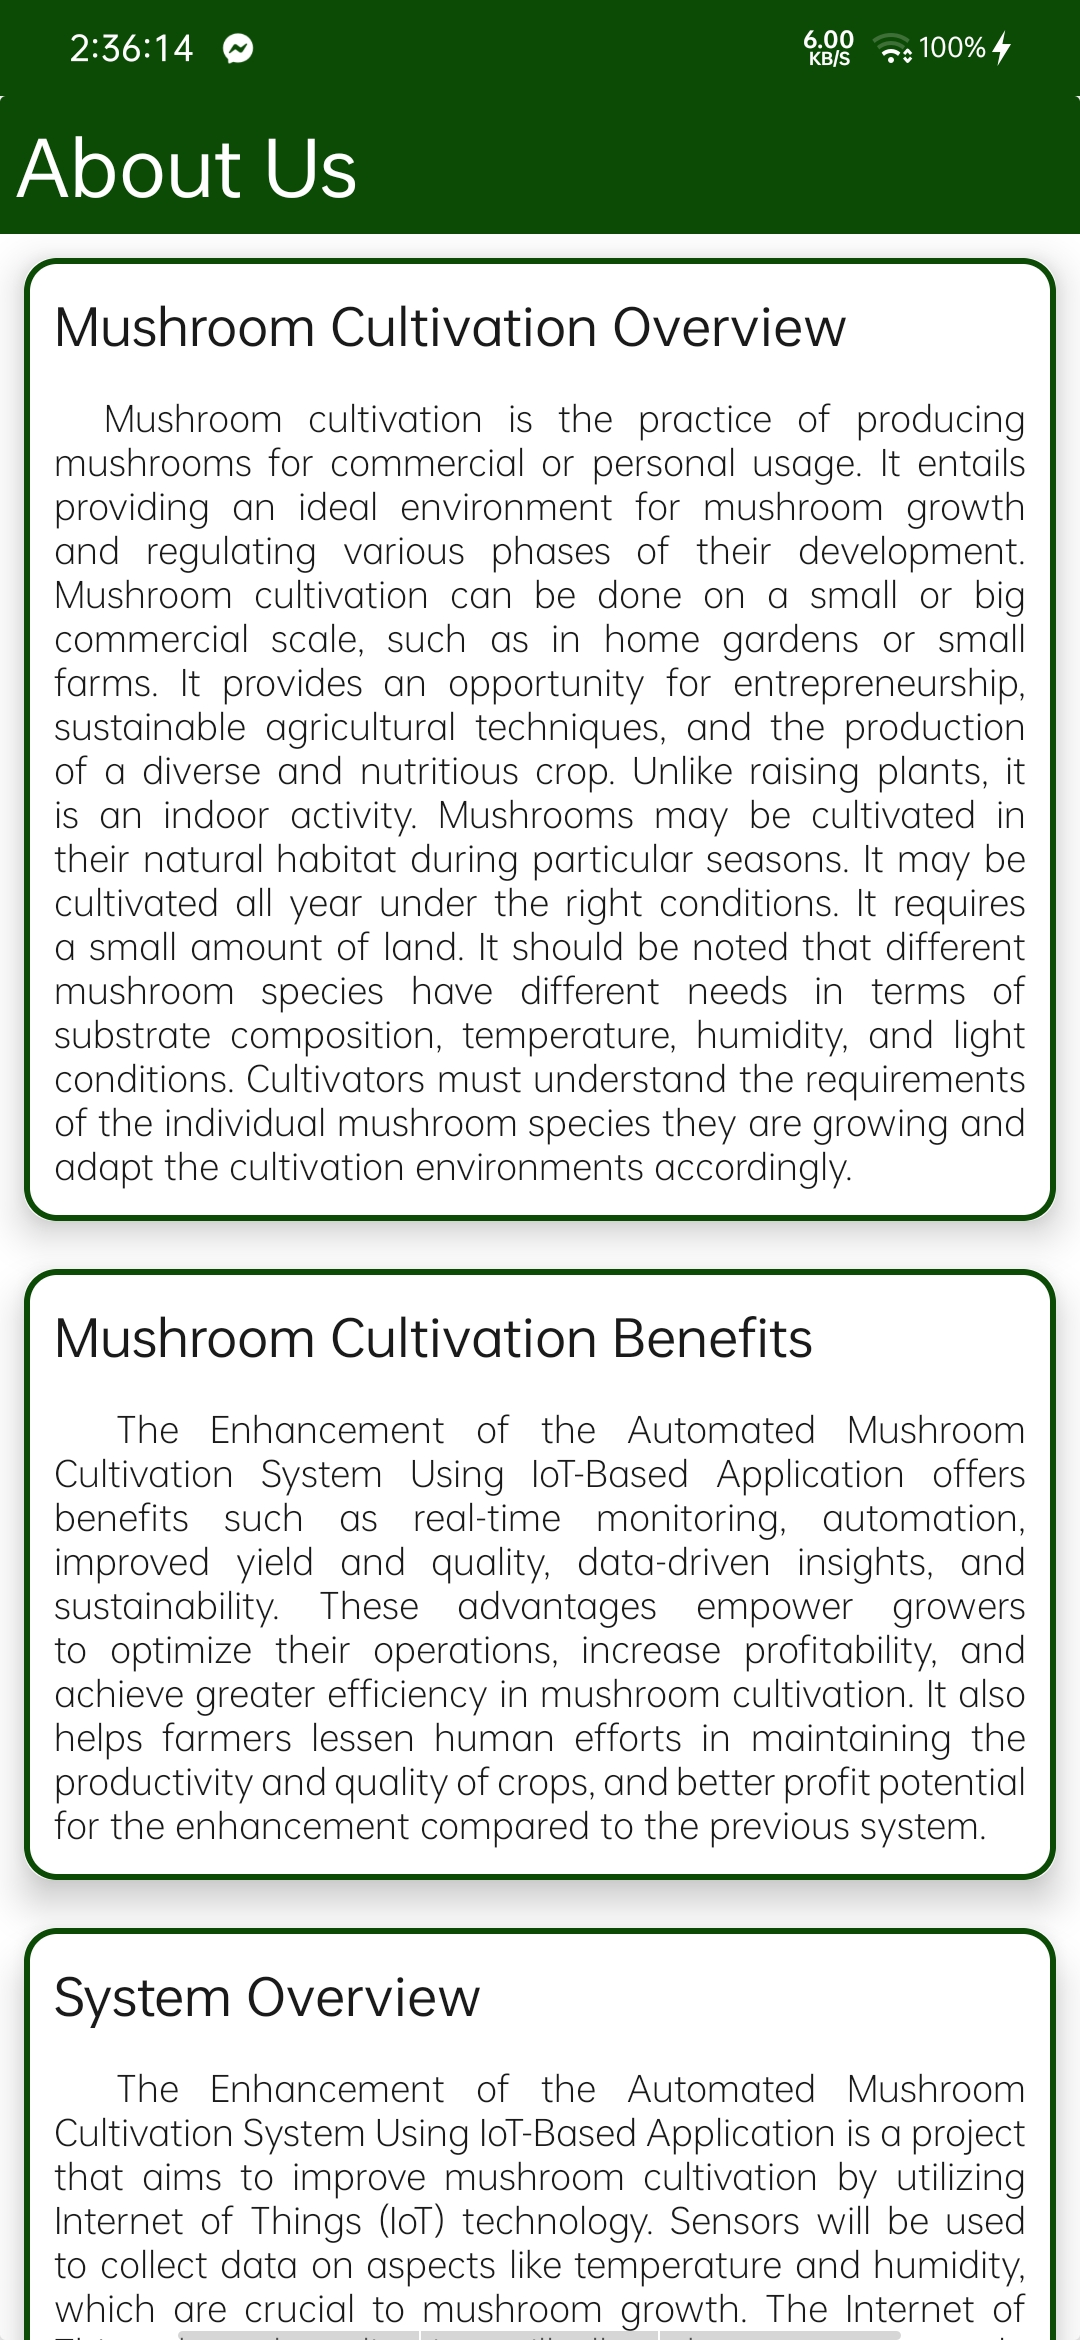 2:36:14
6.00 KB/S 100%
About Us
Mushroom Cultivation Overview
Mushroom cultivation is the practice of producing
mushrooms for commercial or personal usage. It entails
providing an ideal environment for mushroom growth
and regulating various phases of their development.
Mushroom cultivation can be done on a small or big
commercial scale, such as in home gardens or small
farms. It provides an opportunity for entrepreneurship,
sustainable agricultural techniques, and the production
of a diverse and nutritious crop. Unlike raising plants, it
is an indoor activity. Mushrooms may be cultivated in
their natural habitat during particular seasons. It may be
cultivated all year under the right conditions. It requires
a small amount of land. It should be noted that different
mushroom species have different needs in terms of
substrate composition, temperature, humidity, and light
conditions. Cultivators must understand the requirements
of the individual mushroom species they are growing and
adapt the cultivation environments accordingly.
Mushroom Cultivation Benefits
The Enhancement of the Automated Mushroom
Cultivation System Using IoT-Based Application offers
benefits such as real-time monitoring, automation,
improved yield and quality, data-driven insights, and
sustainability. These advantages empower growers
to optimize their operations, increase profitability, and
achieve greater efficiency in mushroom cultivation. It also
helps farmers lessen human efforts in maintaining the
productivity and quality of crops, and better profit potential
for the enhancement compared to the previous system.
System Overview
The Enhancement of the Automated Mushroom
Cultivation System Using IoT-Based Application is a project
that aims to improve mushroom cultivation by utilizing
Internet of Things (IoT) technology. Sensors will be used
to collect data on aspects like temperature and humidity,
which are crucial to mushroom growth. The Internet of